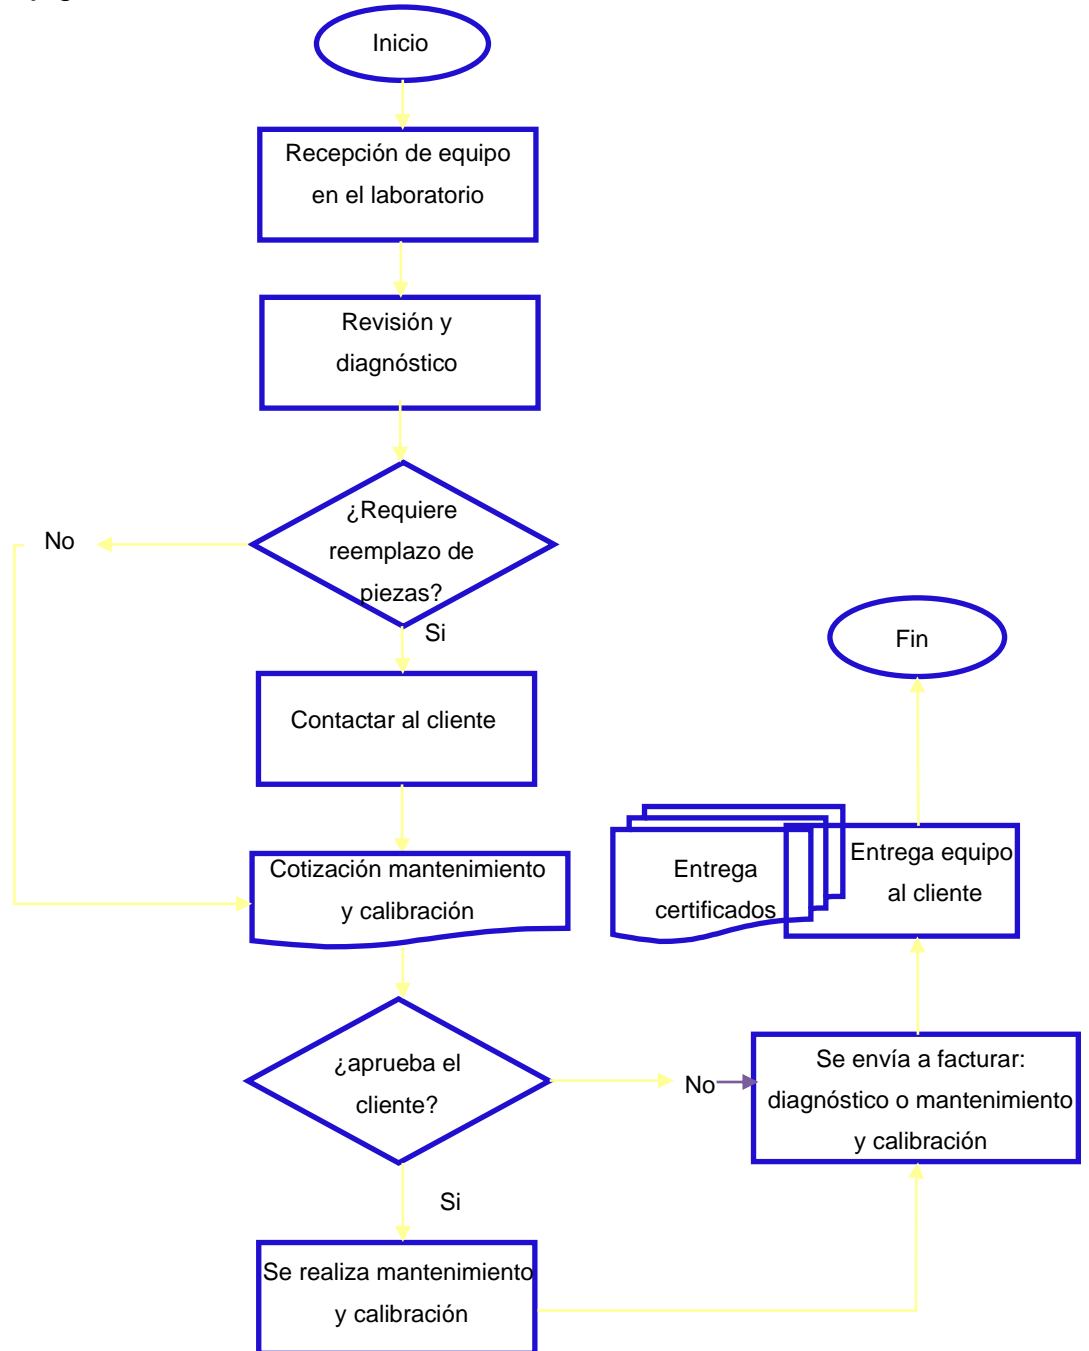 Inicio
Recepción de equipo
en el laboratorio
Revisión y
diagnóstico
¿Requiere
reemplazo de
piezas?
No
Si
Contactar al cliente
Cotización mantenimiento
y calibración
¿aprueba el
cliente?
No
Si
Se realiza mantenimiento
y calibración
Se envía a facturar:
diagnóstico o mantenimiento
y calibración
Entrega
certificados
Entrega equipo
al cliente
Fin